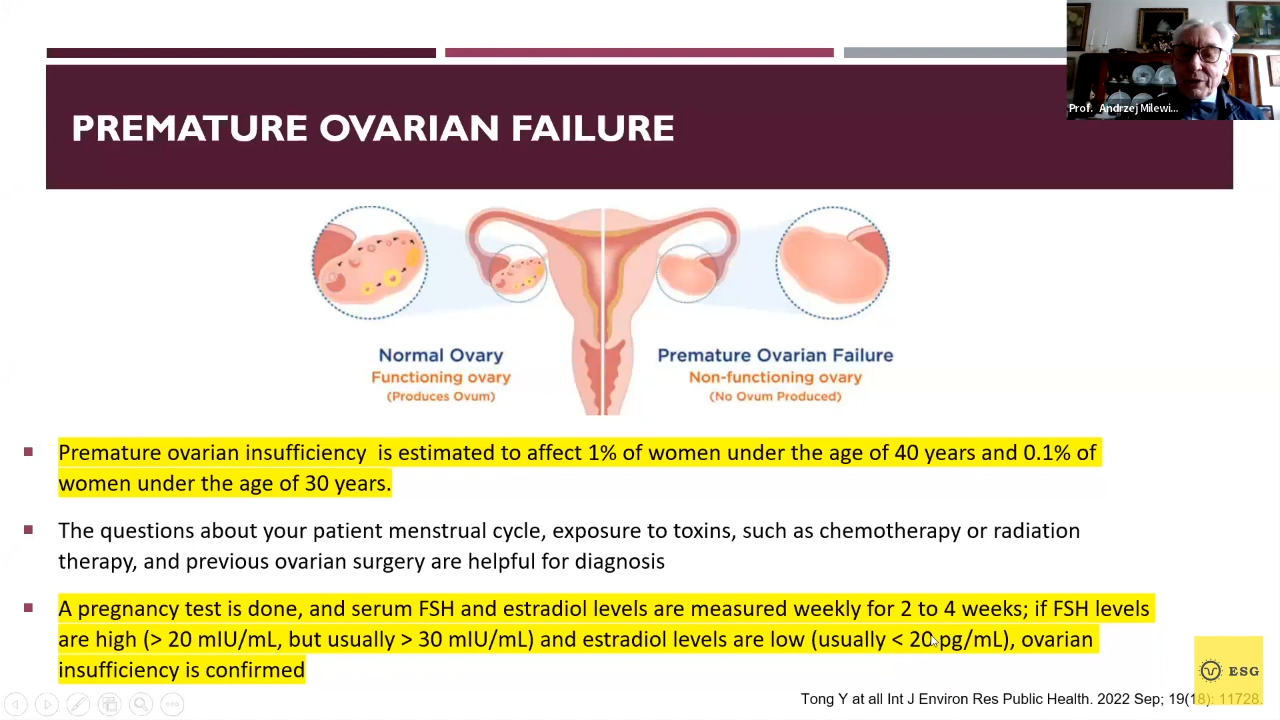 Prof. Andrzej Milewi...
PREMATURE OVARIAN FAILURE
Normal Ovary
Functioning ovary
(Produces Ovum)
Premature Ovarian Failure
Non-functioning ovary
(No Ovum Produced)
Premature ovarian insufficiency is estimated to affect 1% of women under the age of 40 years and 0.1% of
women under the age of 30 years.
The questions about your patient menstrual cycle, exposure to toxins, such as chemotherapy or radiation
therapy, and previous ovarian surgery are helpful for diagnosis
A pregnancy test is done, and serum FSH and estradiol levels are measured weekly for 2 to 4 weeks; if FSH levels
are high (> 20 mIU/mL, but usually > 30 mIU/mL) and estradiol levels are low (usually < 20 pg/mL), ovarian
insufficiency is confirmed
ESG
Tong Y at all Int J Environ Res Public Health. 2022 Sep; 19(18): 11728.